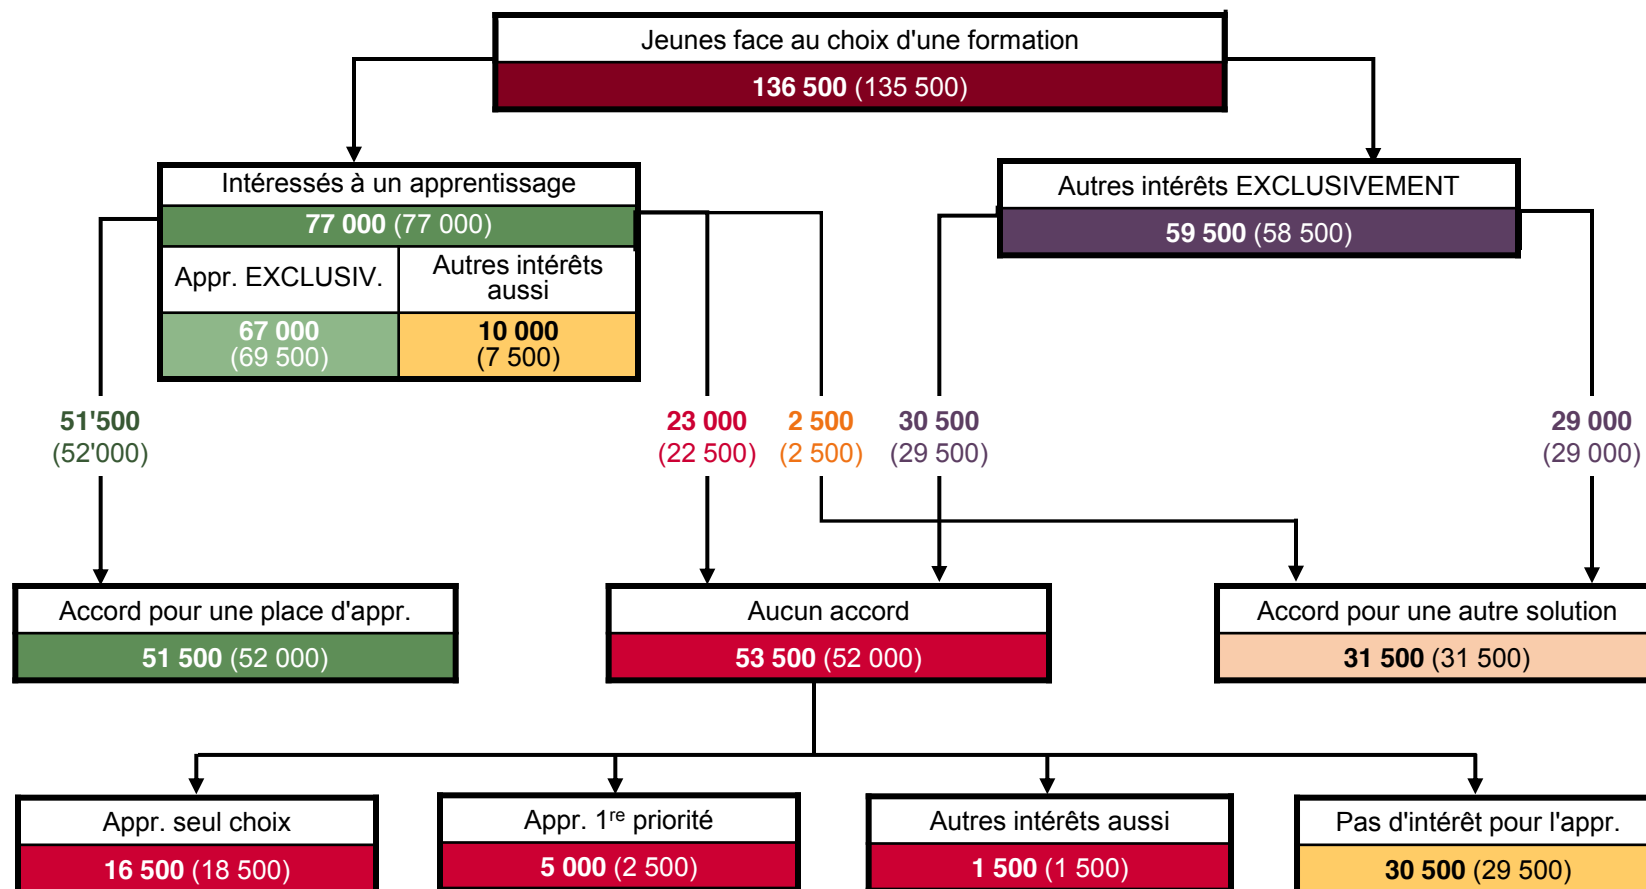 Jeunes face au choix d'une formation
136 500 (135 500)
Intéressés à un apprentissage
77 000 (77 000)
Appr. EXCLUSIV.
Autres intérêts
aussi
67 000
(69 500)
10 000
(7 500)
Autres intérêts EXCLUSIVEMENT
59 500 (58 500)
51'500
(52'000)
23 000
(22 500)
2 500
(2 500)
30 500
(29 500)
29 000
(29 000)
Accord pour une place d'appr.
51 500 (52 000)
Aucun accord
53 500 (52 000)
Accord pour une autre solution
31 500 (31 500)
Appr. seul choix
16 500 (18 500)
Appr. 1re priorité
5 000 (2 500)
Autres intérêts aussi
1 500 (1 500)
Pas d'intérêt pour l'appr.
30 500 (29 500)